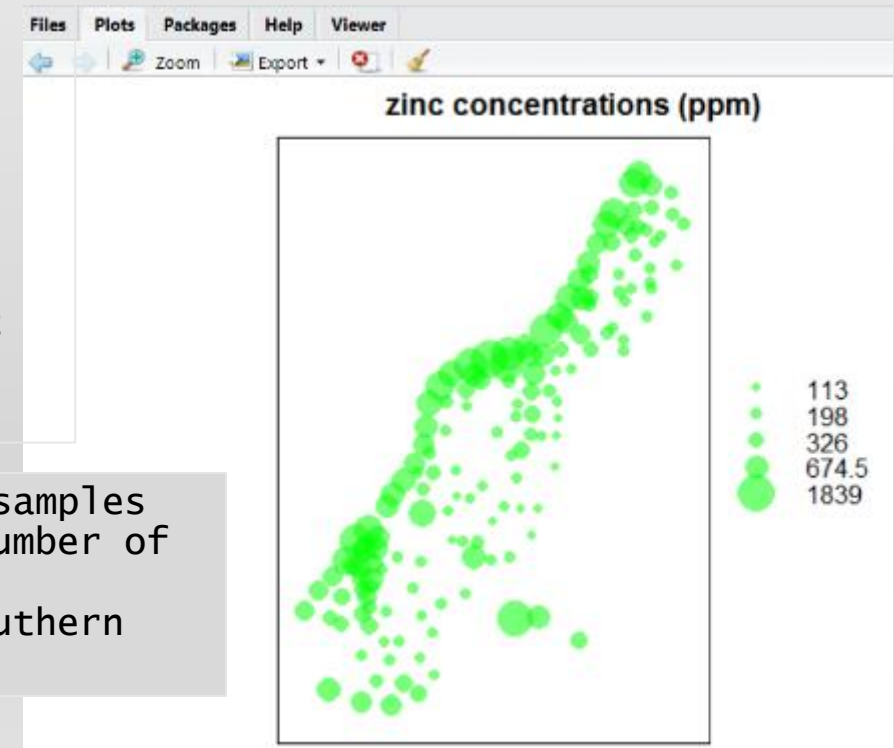 Files Plots Packages Help Viewer
Zoom Export
zinc concentrations (ppm)
113
198
326
674.5
1839
samples
umber of
uthern